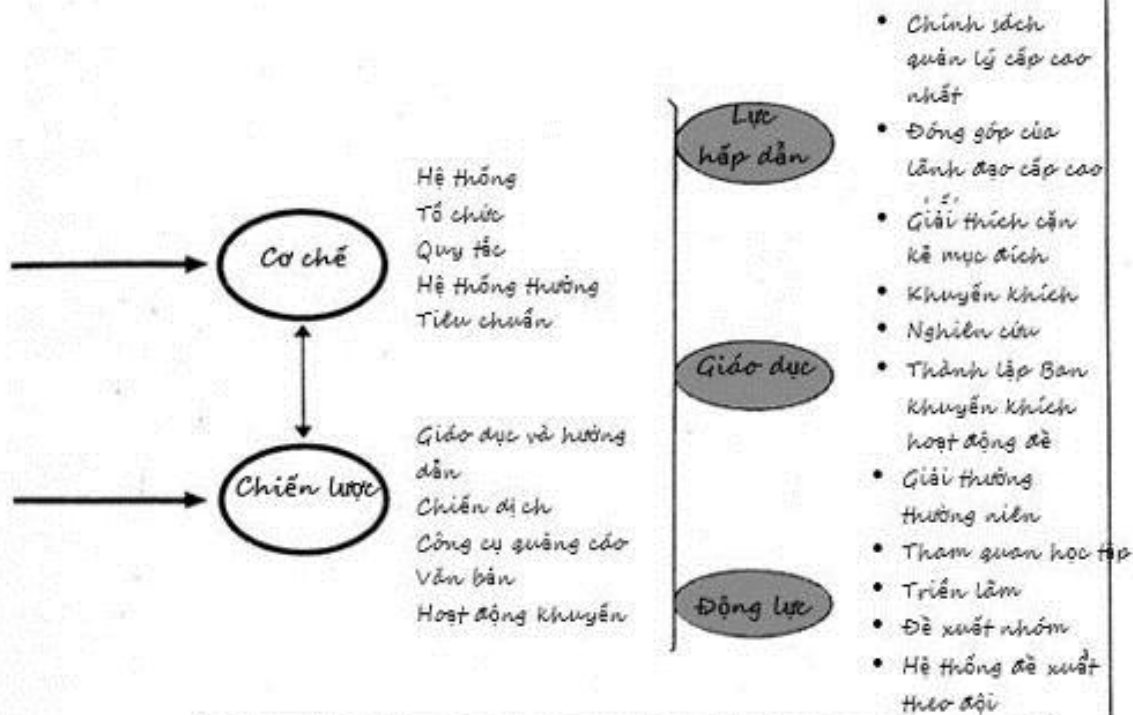 Cơ chế
Hệ thống
Tổ chức
Quy tắc
Hệ thống thưởng
Tiêu chuẩn
Chiến lược
Giáo dục và hướng
dẫn
Chiến dịch
Công cụ quảng cáo
Văn bản
Hoạt động khuyến
Lực
hấp dẫn
Giáo dục
Động lực
• Chính sách
quản lý cấp cao
nhất
• Đóng góp của
lãnh đạo cấp cao
• Giải thích cặn
kẽ mục đích
• Khuyến khích
• Nghiên cứu
• Thành lập Ban
khuyến khích
hoạt động đề
• Giải thưởng
thường niên
• Tham quan học tập
• Triển lãm
• Đề xuất nhóm
• Hệ thống đề xuất
theo đội